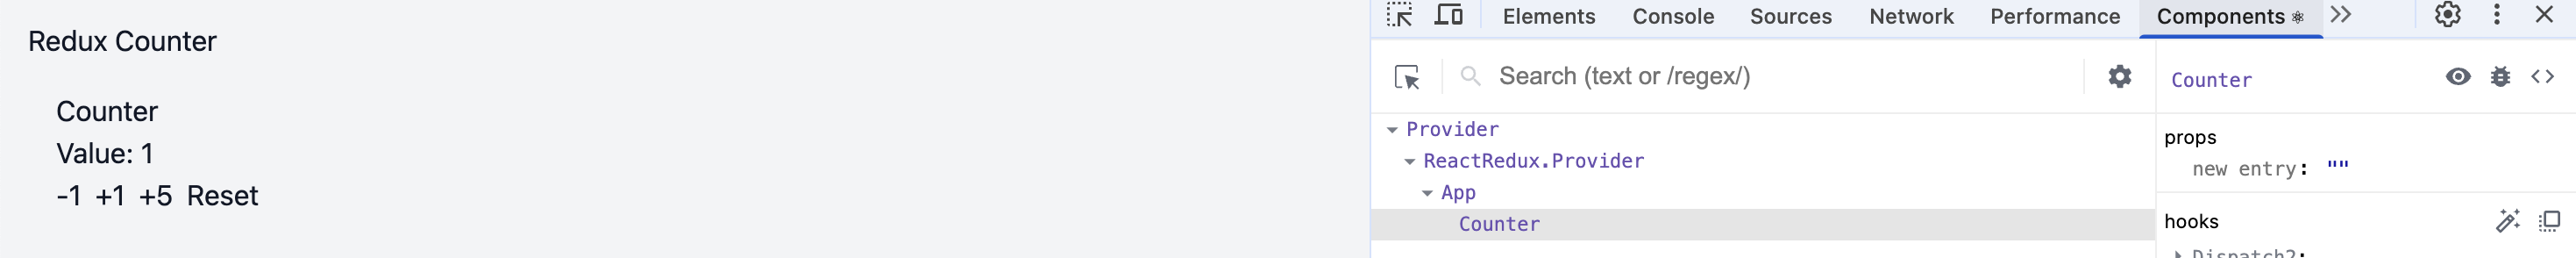 Redux Counter
Counter
Value: 1
-1 +1 +5 Reset
Elements Console Sources Network Performance Components
Search (text or /regex/)
Provider
ReactRedux.Provider
App
Counter
Counter
props
new entry: ""
hooks
Dispatch2: